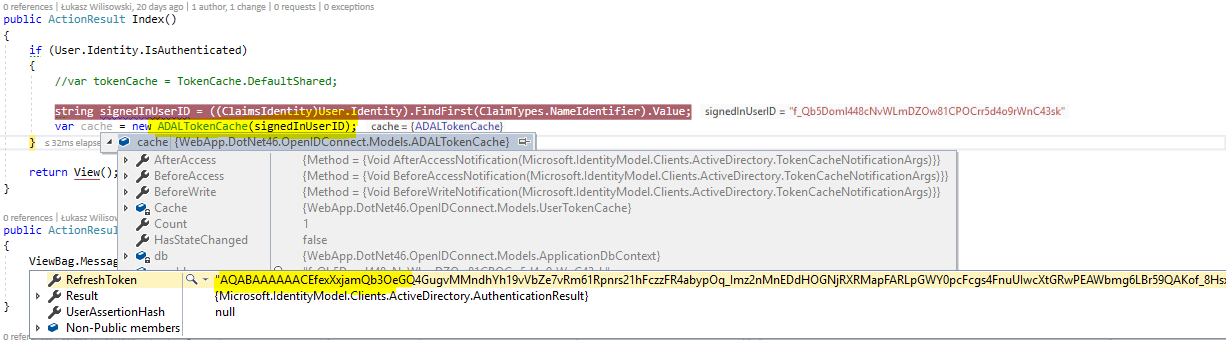 0 references | Łukasz Wilisowski, 20 days ago | 1 author, 1 change | 0 requests | 0 exceptions
public ActionResult Index()
{
if (User.Identity.IsAuthenticated)
{
//var tokenCache = TokenCache.DefaultShared;
string signedInUserID = ((ClaimsIdentity)User.Identity).FindFirst(ClaimTypes.NameIdentifier).Value; signedInUserID = "f_Qb5DomI448cNvWLmDZOw81CPOCrr5d4o9rWnC43sk"
var cache = new ADALTokenCache(signedInUserID); cache = {ADALTokenCache}
} ≤ 32ms elapse cache {WebApp.DotNet46.OpenIDConnect.Models.ADALTokenCache}
AfterAccess {Method = {Void AfterAccessNotification(Microsoft.IdentityModel.Clients.ActiveDirectory.TokenCacheNotificationArgs)}}
return View(); BeforeAccess {Method = {Void BeforeAccessNotification(Microsoft.IdentityModel.Clients.ActiveDirectory.TokenCacheNotificationArgs)}}
} BeforeWrite {Method = {Void BeforeWriteNotification(Microsoft.IdentityModel.Clients.ActiveDirectory.TokenCacheNotificationArgs)}}
Cache {WebApp.DotNet46.OpenIDConnect.Models.UserTokenCache}
0 references | Łukasz Wilisow Count 1
public ActionResu HasStateChanged false
{ db {WebApp.DotNet46.OpenIDConnect.Models.ApplicationDbContext}
ViewBag.Messag
RefreshToken "AQABAAAAAACEfexXxjamQb3OeGQ4GugvMMndhYh19vVbZe7vRm61Rpnrs21hFczzFR4abypOq_Imz2nMnEDdHOGNjRXRMapFARLpGWY0pcFcgs4FnuUlwcXtGRwPEAWbmg6LBr59QAKof_8Hsx
Result {Microsoft.IdentityModel.Clients.ActiveDirectory.AuthenticationResult}
} UserAssertionHash null
Non-Public members
0 references